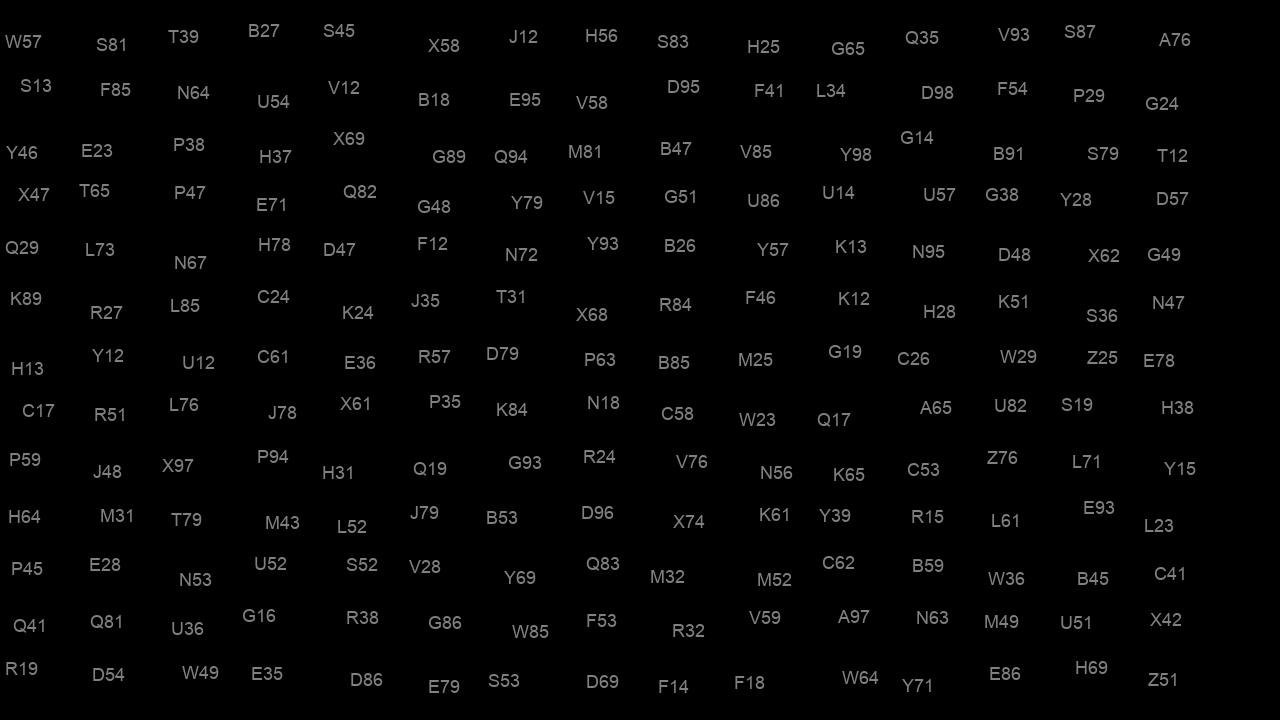 W57 S81 T39 B27 S45 X58 J12 H56 S83 H25 G65 Q35 V93 S87 A76
S13 F85 N64 U54 V12 B18 E95 V58 D95 F41 L34 D98 F54 P29 G24
Y46 E23 P38 H37 X69 G89 Q94 M81 B47 V85 Y98 G14 B91 S79 T12
X47 T65 P47 E71 Q82 G48 Y79 V15 G51 U86 U14 U57 G38 Y28 D57
Q29 L73 N67 H78 D47 F12 N72 Y93 B26 Y57 K13 N95 D48 X62 G49
K89 R27 L85 C24 K24 J35 T31 X68 R84 F46 K12 H28 K51 S36 N47
H13 Y12 U12 C61 E36 R57 D79 P63 B85 M25 G19 C26 W29 Z25 E78
C17 R51 L76 J78 X61 P35 K84 N18 C58 W23 Q17 A65 U82 S19 H38
P59 J48 X97 P94 H31 Q19 G93 R24 V76 N56 K65 C53 Z76 L71 Y15
H64 M31 T79 M43 L52 J79 B53 D96 X74 K61 Y39 R15 L61 E93 L23
P45 E28 N53 U52 S52 V28 Y69 Q83 M32 M52 C62 B59 W36 B45 C41
Q41 Q81 U36 G16 R38 G86 W85 F53 R32 V59 A97 N63 M49 U51 X42
R19 D54 W49 E35 D86 E79 S53 D69 F14 F18 W64 Y71 E86 H69 Z51